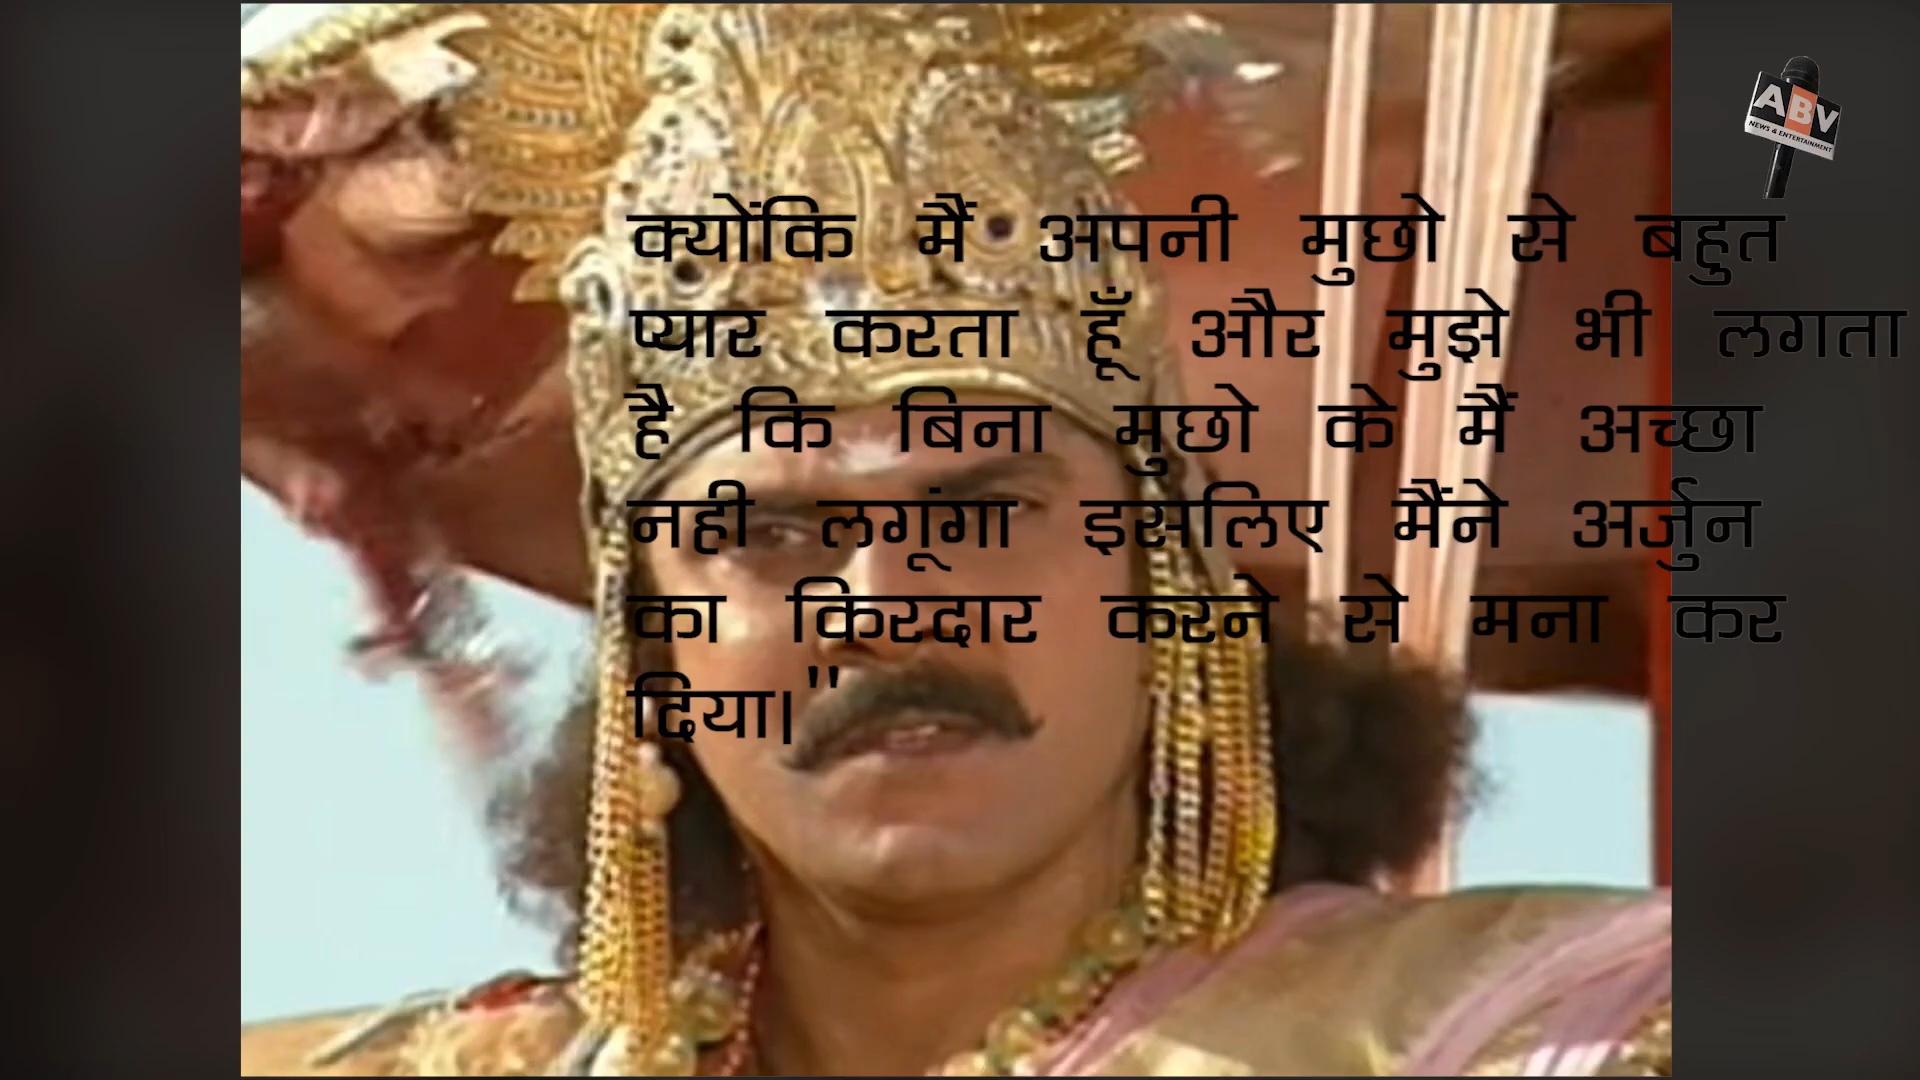 ABV
NEWS & ENTERTAINMENT
क्योंकि मैं अपनी मुछो से बहुत
प्यार करता हूँ और मुझे भी लगता
है कि बिना मुछो के मैं अच्छा
नही लगूंगा इसलिए मैंने अर्जुन
का किरदार करने से मना कर
दिया।"